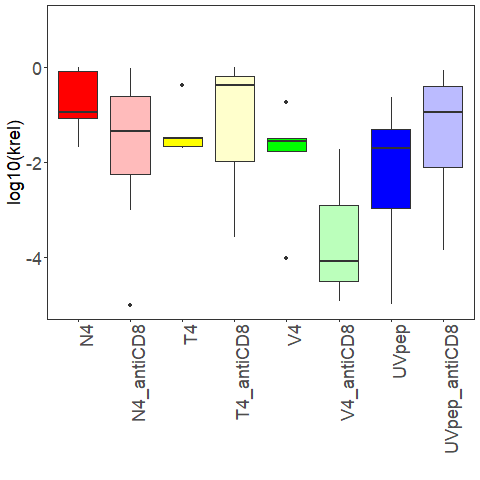 log10(krel)
0
-2
-4
N4
N4_antiCD8
T4
T4_antiCD8
V4
V4_antiCD8
UVpep
UVpep_antiCD8